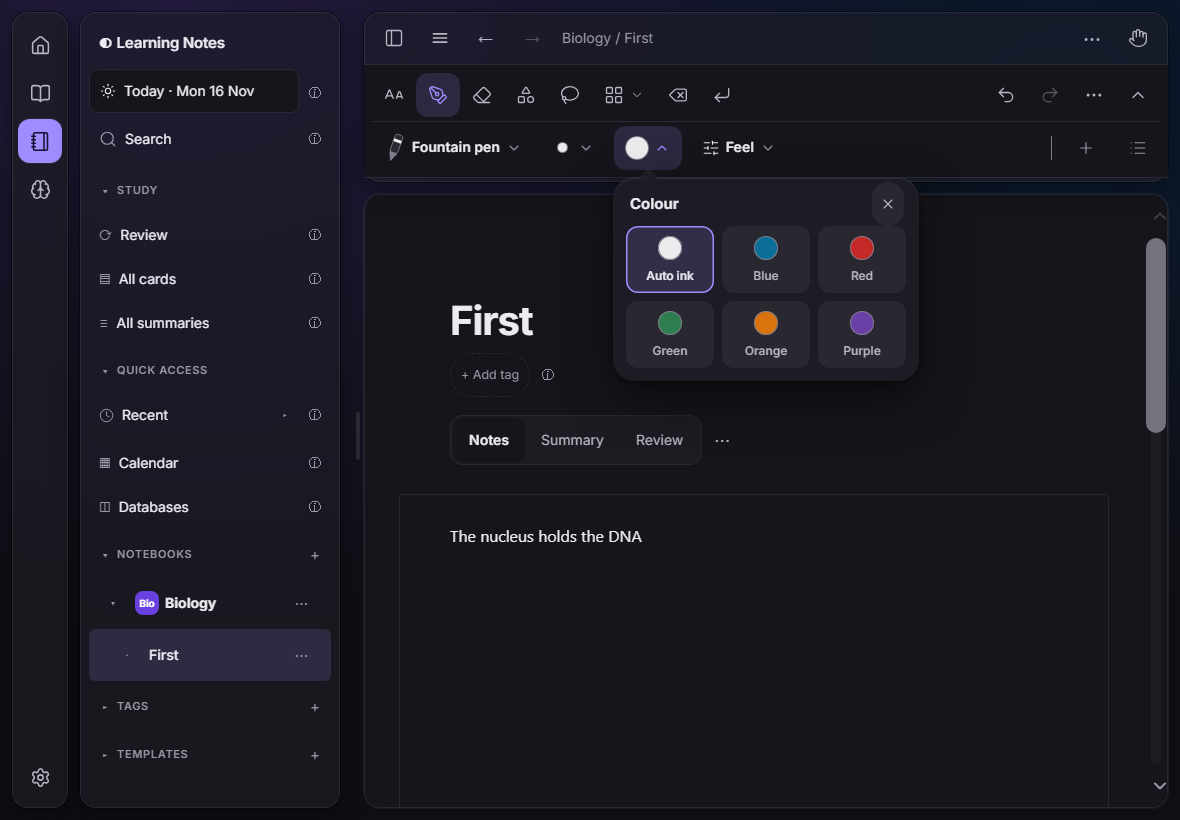 Learning Notes
Today · Mon 16 Nov
Search
STUDY
Review
All cards
All summaries
QUICK ACCESS
Recent
Calendar
Databases
NOTEBOOKS
Bio Biology
First
TAGS
TEMPLATES
Biology / First
AA
Fountain pen
Feel
Colour
Auto ink
Blue
Red
Green
Orange
Purple
First
+ Add tag
Notes Summary Review
The nucleus holds the DNA